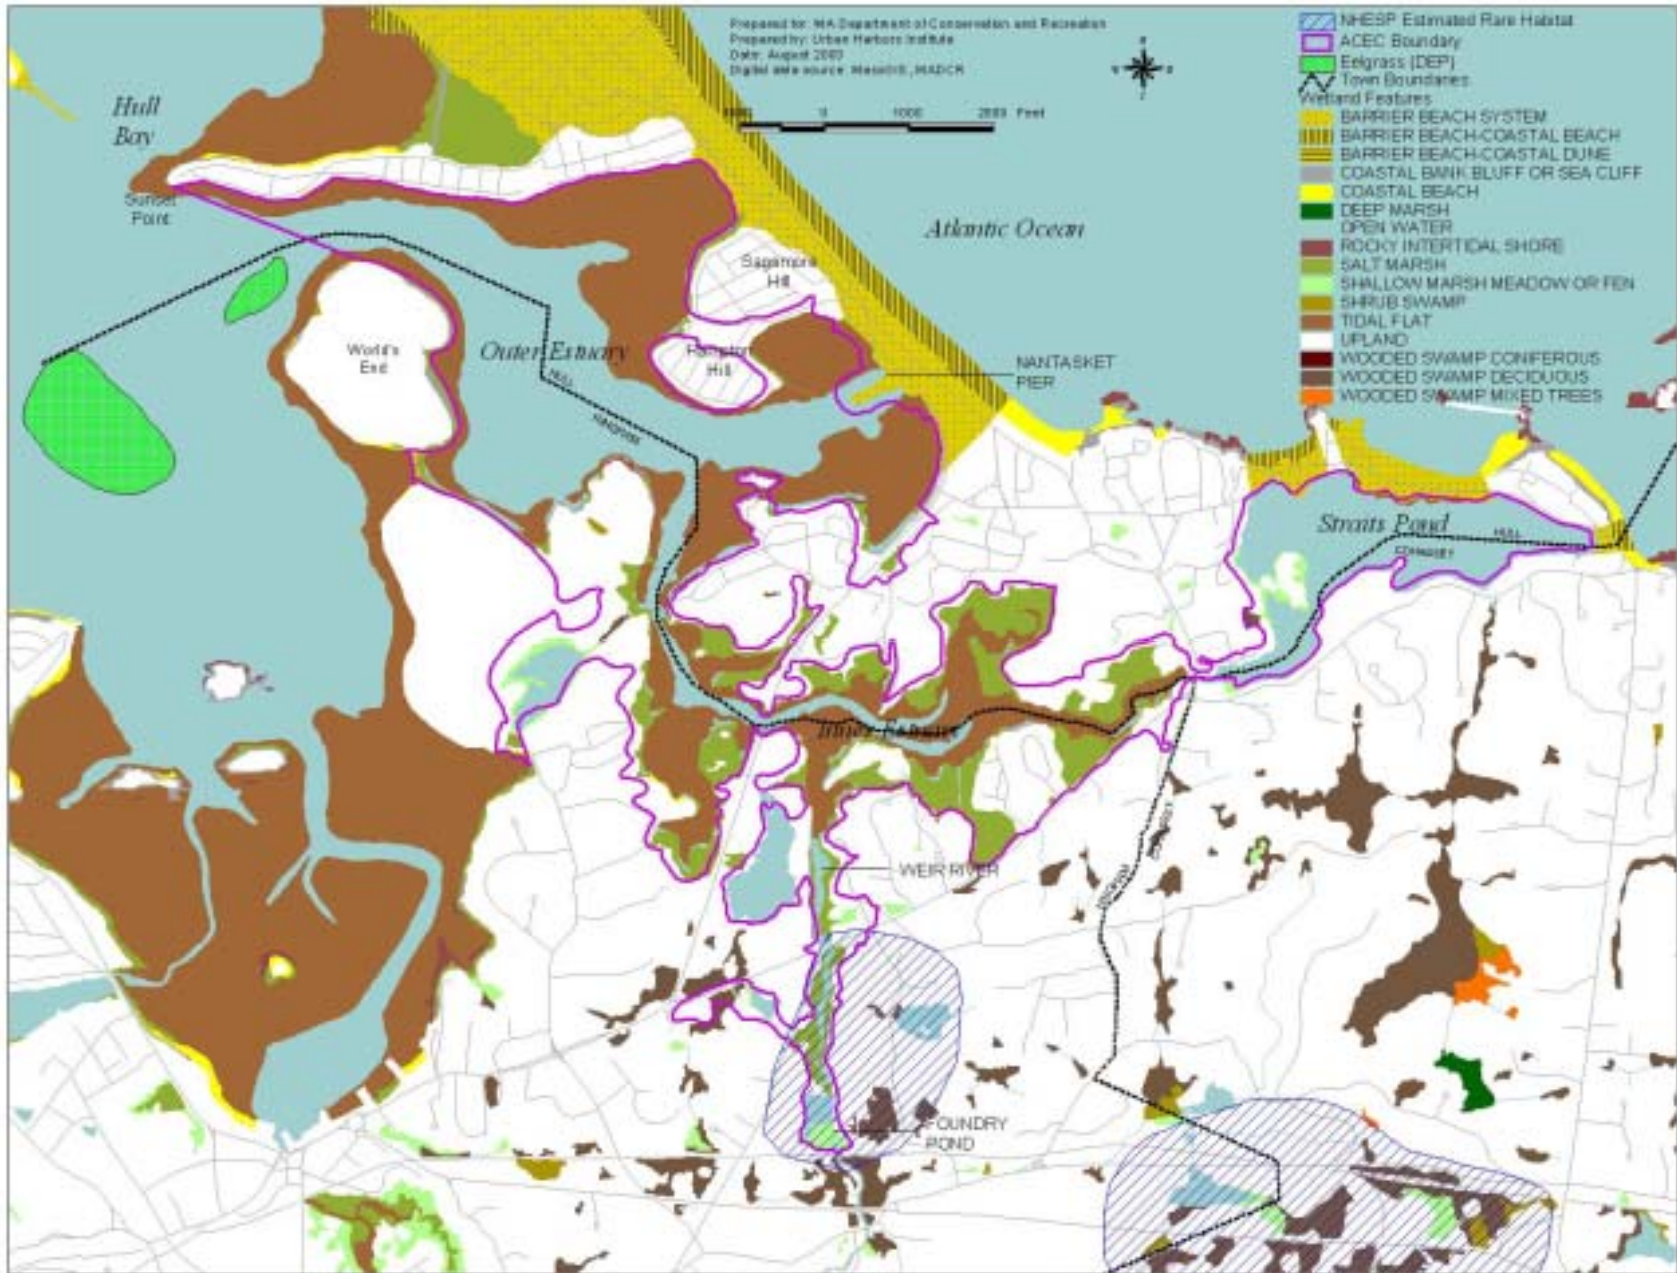 Prepared for: MA Department of Conservation and Recreation
Prepared by: Urban Harbors Institute
Date: August 2003
Digital data source: MassGIS, MADCR
1000 0 1000 2000 Feet
NHESP Estimated Rare Habitat
ACEC Boundary
Eelgrass (DEP)
Town Boundaries
Wetland Features
BARRIER BEACH SYSTEM
BARRIER BEACH-COASTAL BEACH
BARRIER BEACH-COASTAL DUNE
COASTAL BANK BLUFF OR SEA CLIFF
COASTAL BEACH
DEEP MARSH
OPEN WATER
ROCKY INTERTIDAL SHORE
SALT MARSH
SHALLOW MARSH MEADOW OR FEN
SHRUB SWAMP
TIDAL FLAT
UPLAND
WOODED SWAMP CONIFEROUS
WOODED SWAMP DECIDUOUS
WOODED SWAMP MIXED TREES
Hull
Bay
Sunset
Point
Atlantic Ocean
Sagamore
Hill
World's
End
Outer Estuary
Hampton
Hill
NANTASKET
PIER
HULL
HINGHAM
Straits Pond
HULL
COHASSET
Inner Estuary
WEIR RIVER
COHASSET
HINGHAM
FOUNDRY
POND